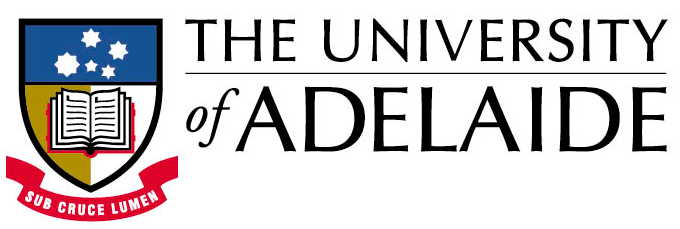 THE UNIVERSITY
of ADELAIDE
SUB CRUCE LUMEN